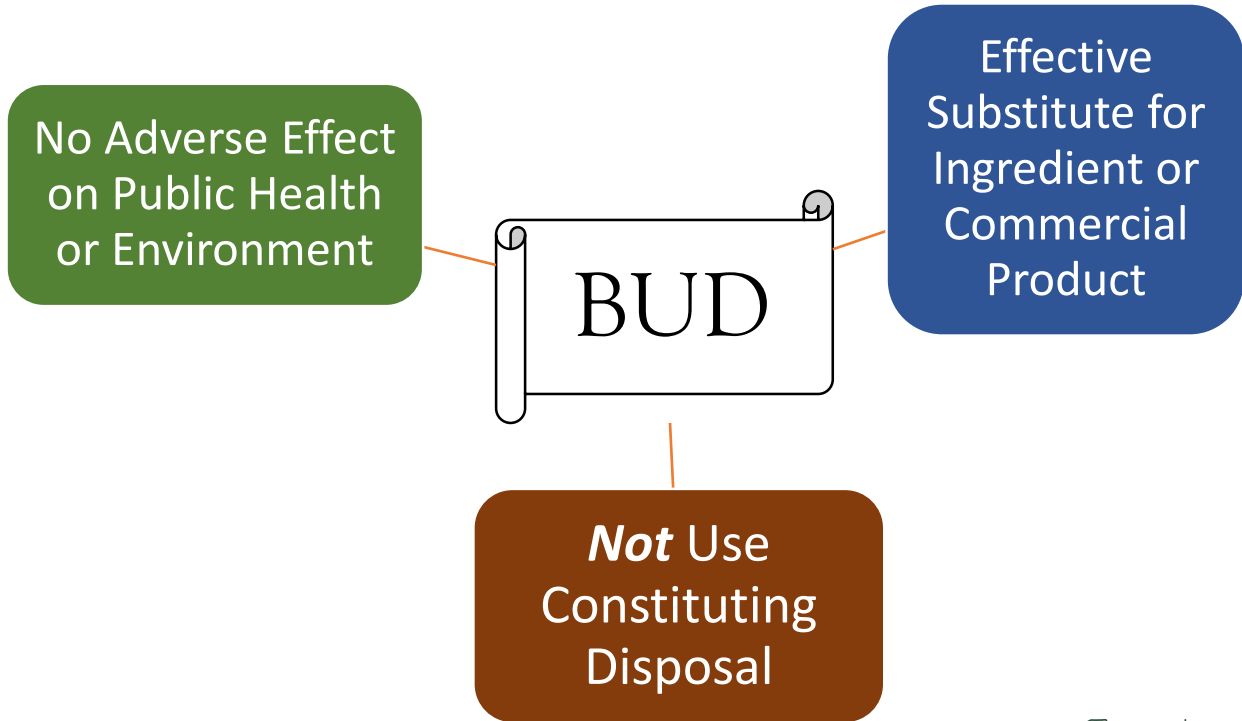 No Adverse Effect
on Public Health
or Environment
BUD
Effective
Substitute for
Ingredient or
Commercial
Product
Not Use
Constituting
Disposal